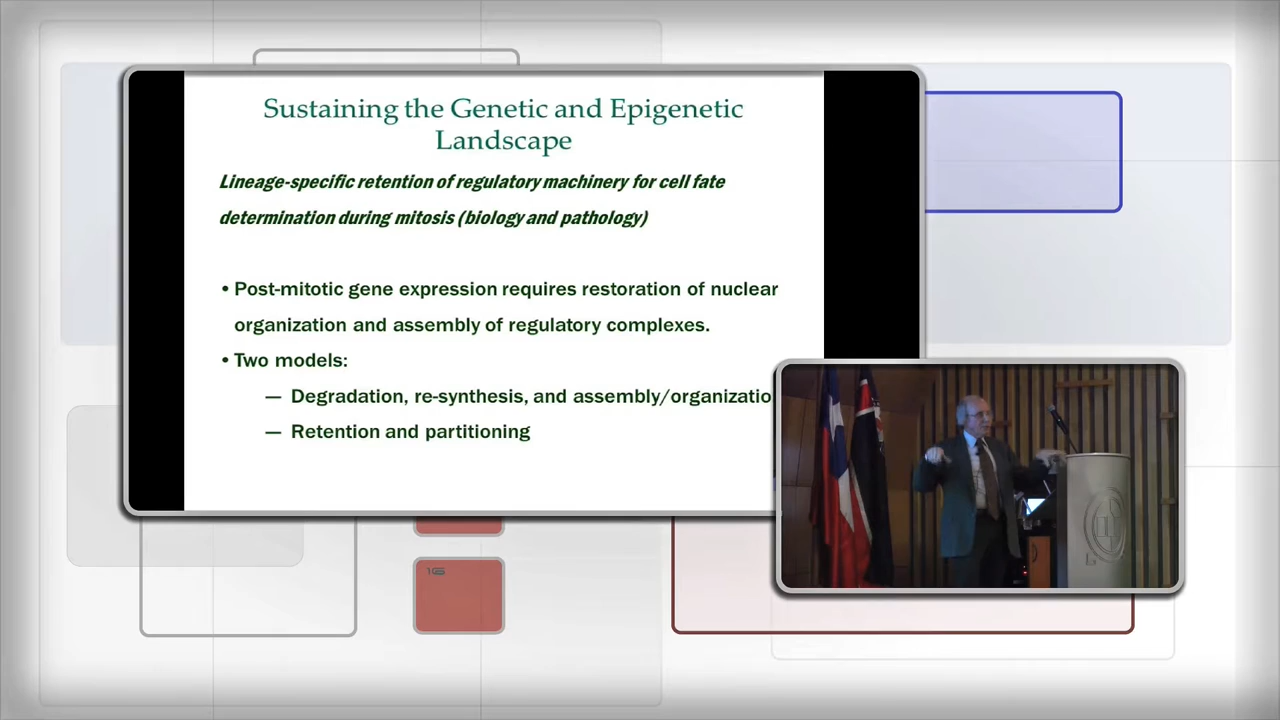 Sustaining the Genetic and Epigenetic
Landscape
Lineage-specific retention of regulatory machinery for cell fate
determination during mitosis (biology and pathology)
• Post-mitotic gene expression requires restoration of nuclear
organization and assembly of regulatory complexes.
• Two models:
— Degradation, re-synthesis, and assembly/organizatio
— Retention and partitioning